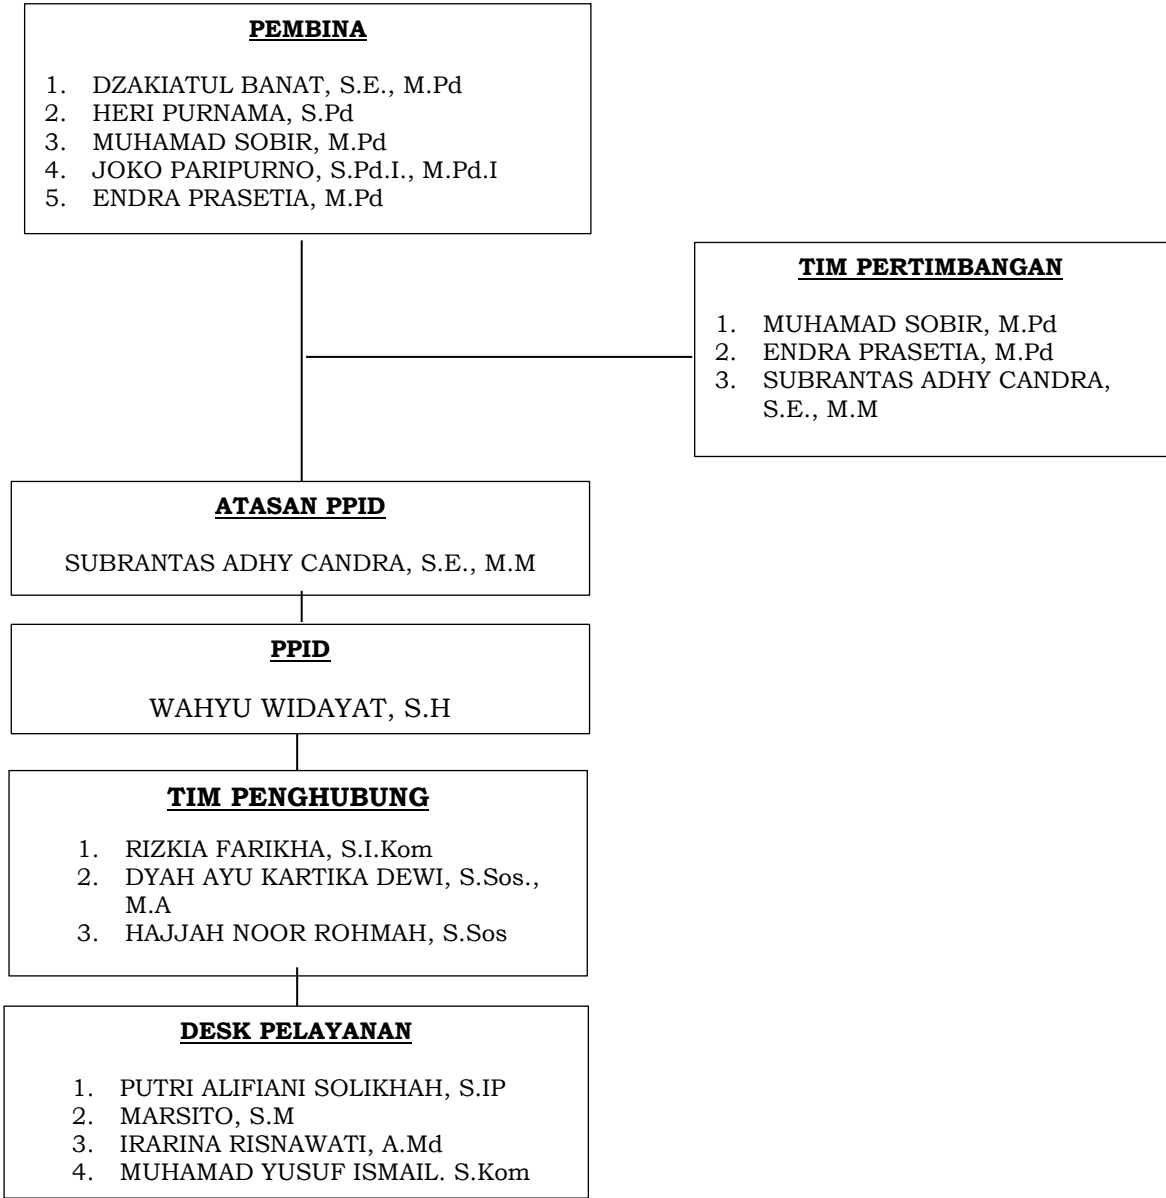 PEMBINA
1. DZAKIATUL BANAT, S.E., M.Pd
2. HERI PURNAMA, S.Pd
3. MUHAMAD SOBIR, M.Pd
4. JOKO PARIPURNO, S.Pd.I., M.Pd.I
5. ENDRA PRASETIA, M.Pd
TIM PERTIMBANGAN
1. MUHAMAD SOBIR, M.Pd
2. ENDRA PRASETIA, M.Pd
3. SUBRANTAS ADHY CANDRA,
S.E., M.M
ATASAN PPID
SUBRANTAS ADHY CANDRA, S.E., M.M
PPID
WAHYU WIDAYAT, S.H
TIM PENGHUBUNG
1. RIZKIA FARIKHA, S.I.Kom
2. DYAH AYU KARTIKA DEWI, S.Sos.,
M.A
3. HAJJAH NOOR ROHMAH, S.Sos
DESK PELAYANAN
1. PUTRI ALIFIANI SOLIKHAH, S.IP
2. MARSITO, S.M
3. IRARINA RISNAWATI, A.Md
4. MUHAMAD YUSUF ISMAIL. S.Kom